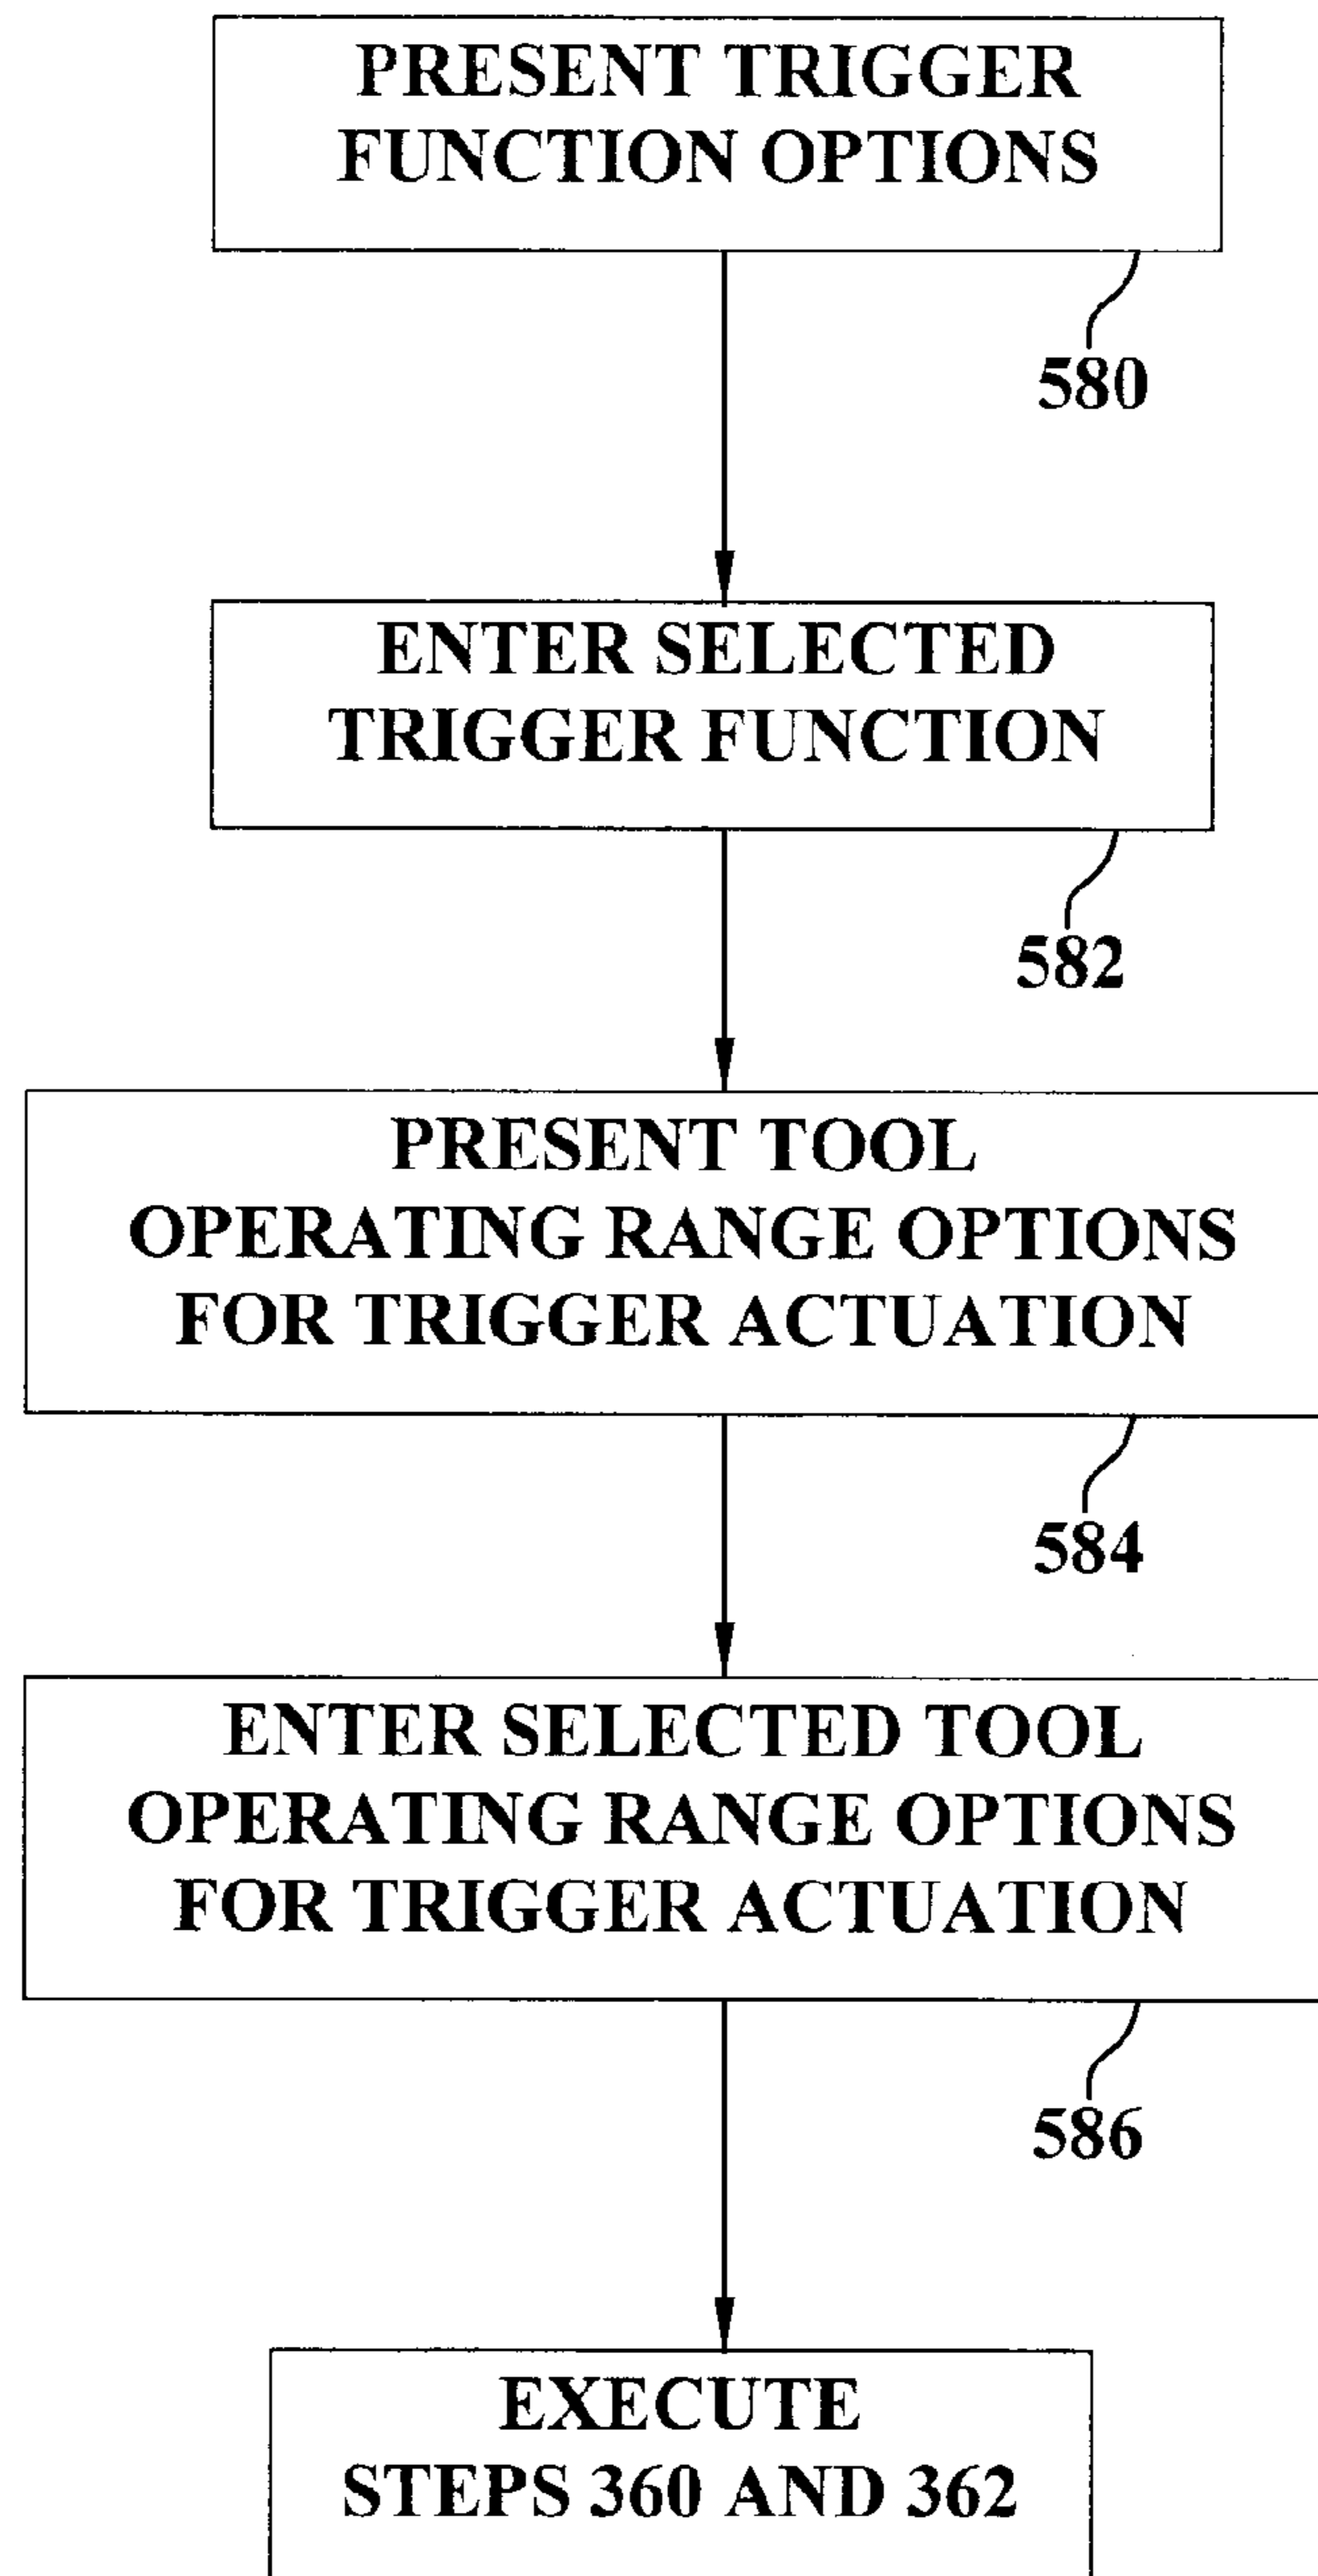 PRESENT TRIGGER
FUNCTION OPTIONS
580
ENTER SELECTED
TRIGGER FUNCTION
582
PRESENT TOOL
OPERATING RANGE OPTIONS
FOR TRIGGER ACTUATION
584
ENTER SELECTED TOOL
OPERATING RANGE OPTIONS
FOR TRIGGER ACTUATION
586
EXECUTE
STEPS 360 AND 362